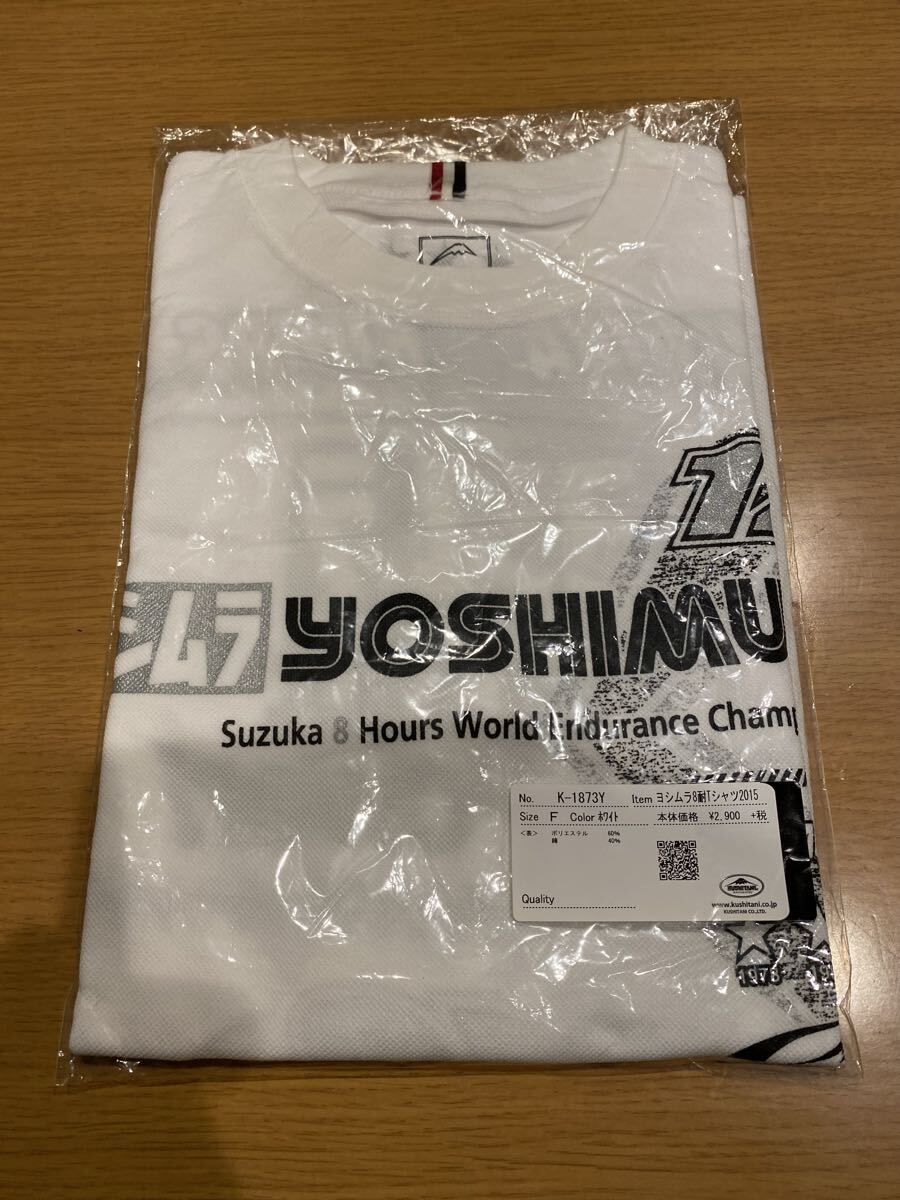 12
シムラ YOSHIMU
Suzuka 8 Hours World Endurance Champ
No. K-1873Y Item ヨシムラ8耐Tシャツ2015
Size F Color ホワイト 本体価格 ¥2,900 +税
<表> ポリエステル 60%
綿 40%
Quality
KUSHITANI
www.kushitani.co.jp
KUSHITANI CO.,LTD.
1978